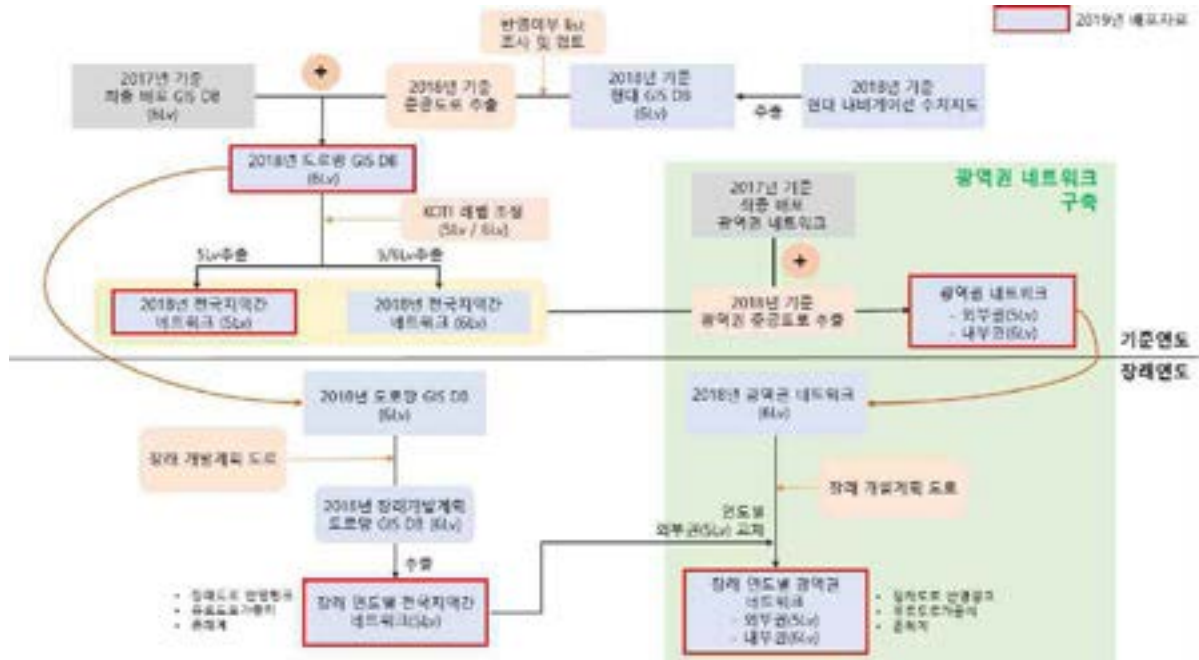 2019년 배포자료
반영여부 list
조사 및 검토
2017년 기준
최종 배포 GIS DB
(6Lv)
+
2018년 기준
준공도로 추출
2018년 기준
현대 GIS DB
(6Lv)
추출
2018년 기준
현대 내비게이션 수치지도
2018년 도로망 GIS DB
(6Lv)
KOTI 레벨 조정
(5Lv / 6Lv)
5Lv추출
5/6Lv추출
2018년 전국지역간
네트워크 (5Lv)
2018년 전국지역간
네트워크 (6Lv)
광역권 네트워크
구축
2017년 기준
최종 배포
광역권 네트워크
+
2018년 기준
광역권 준공도로 추출
광역권 네트워크
- 외부권(5Lv)
- 내부권(6Lv)
기준연도
장래연도
2018년 도로망 GIS DB
(6Lv)
장래 개발계획 도로
2018년 장래개발계획
도로망 GIS DB (6Lv)
추출
장래 연도별 전국지역간
네트워크(5Lv)
2018년 광역권 네트워크
(6Lv)
장래 개발계획 도로
연도별
외부권(5Lv) 교체
장래 연도별 광역권
네트워크
- 외부권(5Lv)
- 내부권(6Lv)